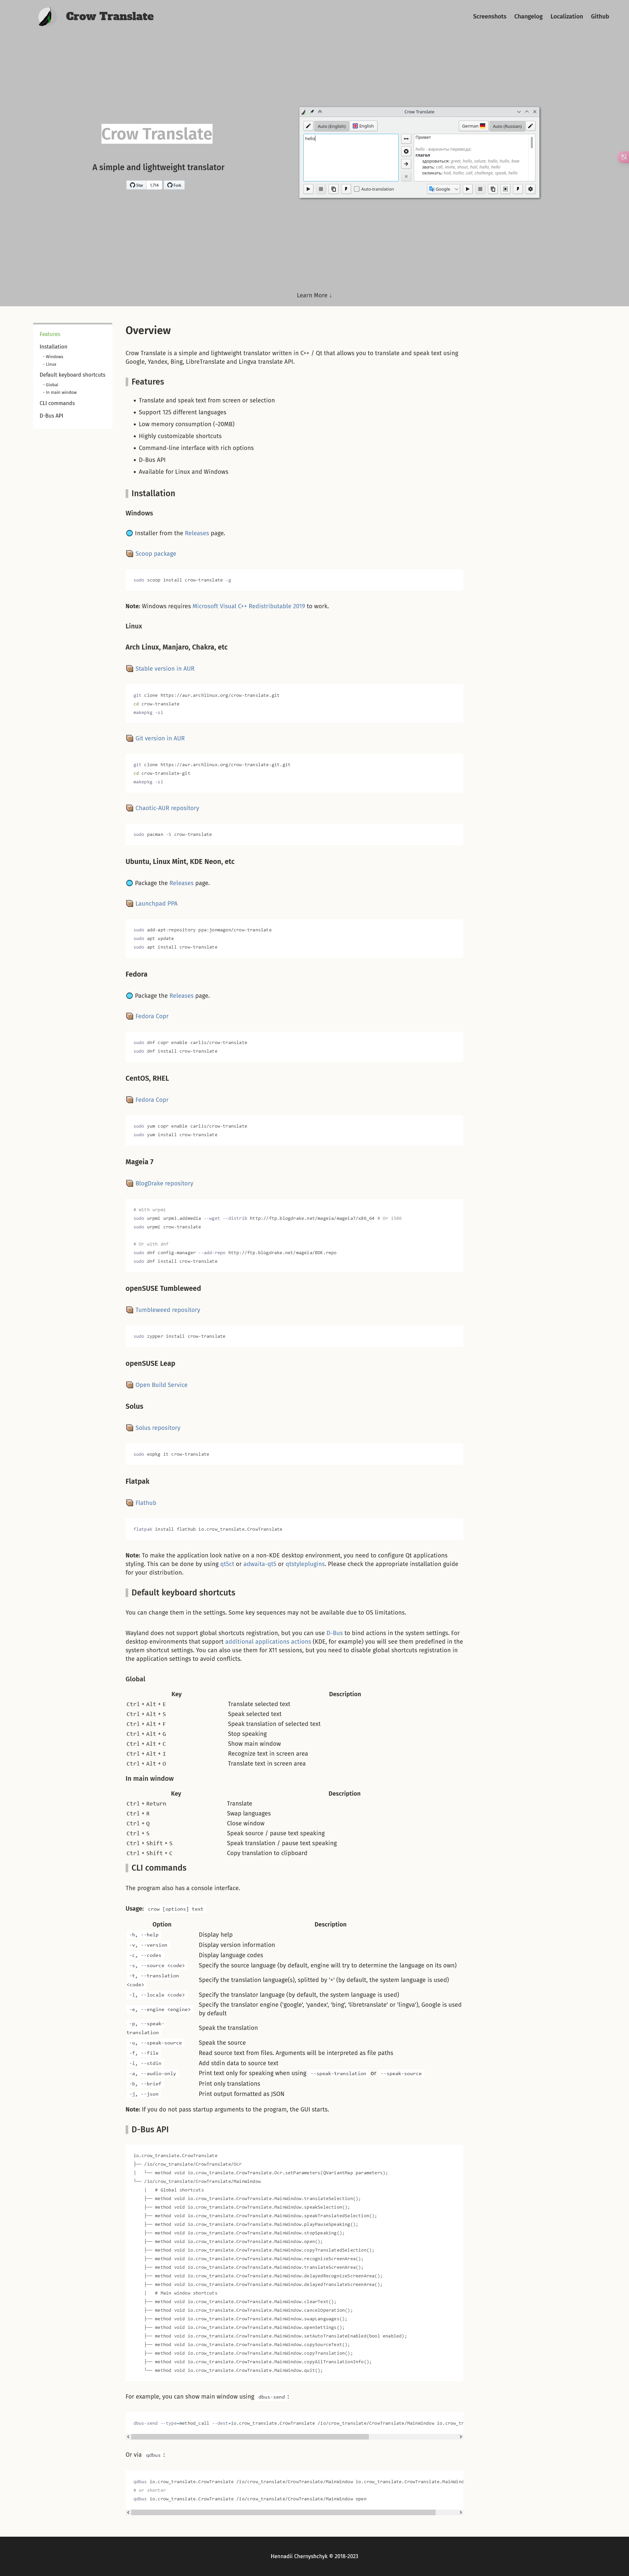 Crow Translate
Screenshots Changelog Localization Github
Crow Translate
A simple and lightweight translator
Star 1,714 Fork
Crow Translate
Auto (English) English
German Auto (Russian)
hello
Привет
hello - варианты перевода:
глагол
Auto-translation
Google
Learn More ↓
Features
Installation
- Windows
- Linux
Default keyboard shortcuts
- Global
- In main window
CLI commands
D-Bus API
Overview
Crow Translate is a simple and lightweight translator written in C++ / Qt that allows you to translate and speak text using
Google, Yandex, Bing, LibreTranslate and Lingva translate API.
Features
• Translate and speak text from screen or selection
• Support 125 different languages
• Low memory consumption (~20MB)
• Highly customizable shortcuts
• Command-line interface with rich options
• D-Bus API
• Available for Linux and Windows
Installation
Windows
Installer from the Releases page.
Scoop package
sudo scoop install crow-translate -g
Note: Windows requires Microsoft Visual C++ Redistributable 2019 to work.
Linux
Arch Linux, Manjaro, Chakra, etc
Stable version in AUR
git clone https://aur.archlinux.org/crow-translate.git
cd crow-translate
makepkg -si
Git version in AUR
git clone https://aur.archlinux.org/crow-translate-git.git
cd crow-translate-git
makepkg -si
Chaotic-AUR repository
sudo pacman -S crow-translate
Ubuntu, Linux Mint, KDE Neon, etc
Package the Releases page.
Launchpad PPA
sudo add-apt-repository ppa:jonmagon/crow-translate
sudo apt update
sudo apt install crow-translate
Fedora
Package the Releases page.
Fedora Copr
sudo dnf copr enable carlis/crow-translate
sudo dnf install crow-translate
CentOS, RHEL
Fedora Copr
sudo yum copr enable carlis/crow-translate
sudo yum install crow-translate
Mageia 7
BlogDrake repository
# With urpmi
sudo urpmi urpmi.addmedia --wget --distrib http://ftp.blogdrake.net/mageia/mageia7/x86_64 # Or i586
sudo urpmi crow-translate
# Or with dnf
sudo dnf config-manager --add-repo http://ftp.blogdrake.net/mageia/BDK.repo
sudo dnf install crow-translate
openSUSE Tumbleweed
Tumbleweed repository
sudo zypper install crow-translate
openSUSE Leap
Open Build Service
Solus
Solus repository
sudo eopkg it crow-translate
Flatpak
Flathub
flatpak install flathub io.crow_translate.CrowTranslate
Note: To make the application look native on a non-KDE desktop environment, you need to configure Qt applications
styling. This can be done by using qt5ct or adwaita-qt5 or qtstyleplugins. Please check the appropriate installation guide
for your distribution.
Default keyboard shortcuts
You can change them in the settings. Some key sequences may not be available due to OS limitations.
Wayland does not support global shortcuts registration, but you can use D-Bus to bind actions in the system settings. For
desktop environments that support additional applications actions (KDE, for example) you will see them predefined in the
system shortcut settings. You can also use them for X11 sessions, but you need to disable global shortcuts registration in
the application settings to avoid conflicts.
Global
Key Description
Ctrl + Alt + E Translate selected text
Ctrl + Alt + S Speak selected text
Ctrl + Alt + F Speak translation of selected text
Ctrl + Alt + G Stop speaking
Ctrl + Alt + C Show main window
Ctrl + Alt + I Recognize text in screen area
Ctrl + Alt + O Translate text in screen area
In main window
Key Description
Ctrl + Return Translate
Ctrl + R Swap languages
Ctrl + Q Close window
Ctrl + S Speak source / pause text speaking
Ctrl + Shift + S Speak translation / pause text speaking
Ctrl + Shift + C Copy translation to clipboard
CLI commands
The program also has a console interface.
Usage: crow [options] text
Option Description
-h, --help Display help
-v, --version Display version information
-c, --codes Display language codes
-s, --source <code> Specify the source language (by default, engine will try to determine the language on its own)
-t, --translation
<code> Specify the translation language(s), splitted by '+' (by default, the system language is used)
-l, --locale <code> Specify the translator language (by default, the system language is used)
-e, --engine <engine> Specify the translator engine ('google', 'yandex', 'bing', 'libretranslate' or 'lingva'), Google is used
by default
-p, --speak-
translation Speak the translation
-u, --speak-source Speak the source
-f, --file Read source text from files. Arguments will be interpreted as file paths
-i, --stdin Add stdin data to source text
-a, --audio-only Print text only for speaking when using --speak-translation or --speak-source
-b, --brief Print only translations
-j, --json Print output formatted as JSON
Note: If you do not pass startup arguments to the program, the GUI starts.
D-Bus API
io.crow_translate.CrowTranslate
├── /io/crow_translate/CrowTranslate/Ocr
| └── method void io.crow_translate.CrowTranslate.Ocr.setParameters(QVariantMap parameters);
└── /io/crow_translate/CrowTranslate/MainWindow
| # Global shortcuts
├── method void io.crow_translate.CrowTranslate.MainWindow.translateSelection();
├── method void io.crow_translate.CrowTranslate.MainWindow.speakSelection();
├── method void io.crow_translate.CrowTranslate.MainWindow.speakTranslatedSelection();
├── method void io.crow_translate.CrowTranslate.MainWindow.playPauseSpeaking();
├── method void io.crow_translate.CrowTranslate.MainWindow.stopSpeaking();
├── method void io.crow_translate.CrowTranslate.MainWindow.open();
├── method void io.crow_translate.CrowTranslate.MainWindow.copyTranslatedSelection();
├── method void io.crow_translate.CrowTranslate.MainWindow.recognizeScreenArea();
├── method void io.crow_translate.CrowTranslate.MainWindow.translateScreenArea();
├── method void io.crow_translate.CrowTranslate.MainWindow.delayedRecognizeScreenArea();
├── method void io.crow_translate.CrowTranslate.MainWindow.delayedTranslateScreenArea();
| # Main window shortcuts
├── method void io.crow_translate.CrowTranslate.MainWindow.clearText();
├── method void io.crow_translate.CrowTranslate.MainWindow.cancelOperation();
├── method void io.crow_translate.CrowTranslate.MainWindow.swapLanguages();
├── method void io.crow_translate.CrowTranslate.MainWindow.openSettings();
├── method void io.crow_translate.CrowTranslate.MainWindow.setAutoTranslateEnabled(bool enabled);
├── method void io.crow_translate.CrowTranslate.MainWindow.copySourceText();
├── method void io.crow_translate.CrowTranslate.MainWindow.copyTranslation();
├── method void io.crow_translate.CrowTranslate.MainWindow.copyAllTranslationInfo();
└── method void io.crow_translate.CrowTranslate.MainWindow.quit();
For example, you can show main window using dbus-send :
dbus-send --type=method_call --dest=io.crow_translate.CrowTranslate /io/crow_translate/CrowTranslate/MainWindow io.crow_tr
Or via qdbus :
qdbus io.crow_translate.CrowTranslate /io/crow_translate/CrowTranslate/MainWindow io.crow_translate.CrowTranslate.MainWind
# or shorter
qdbus io.crow_translate.CrowTranslate /io/crow_translate/CrowTranslate/MainWindow open
Hennadii Chernyshchyk © 2018-2023